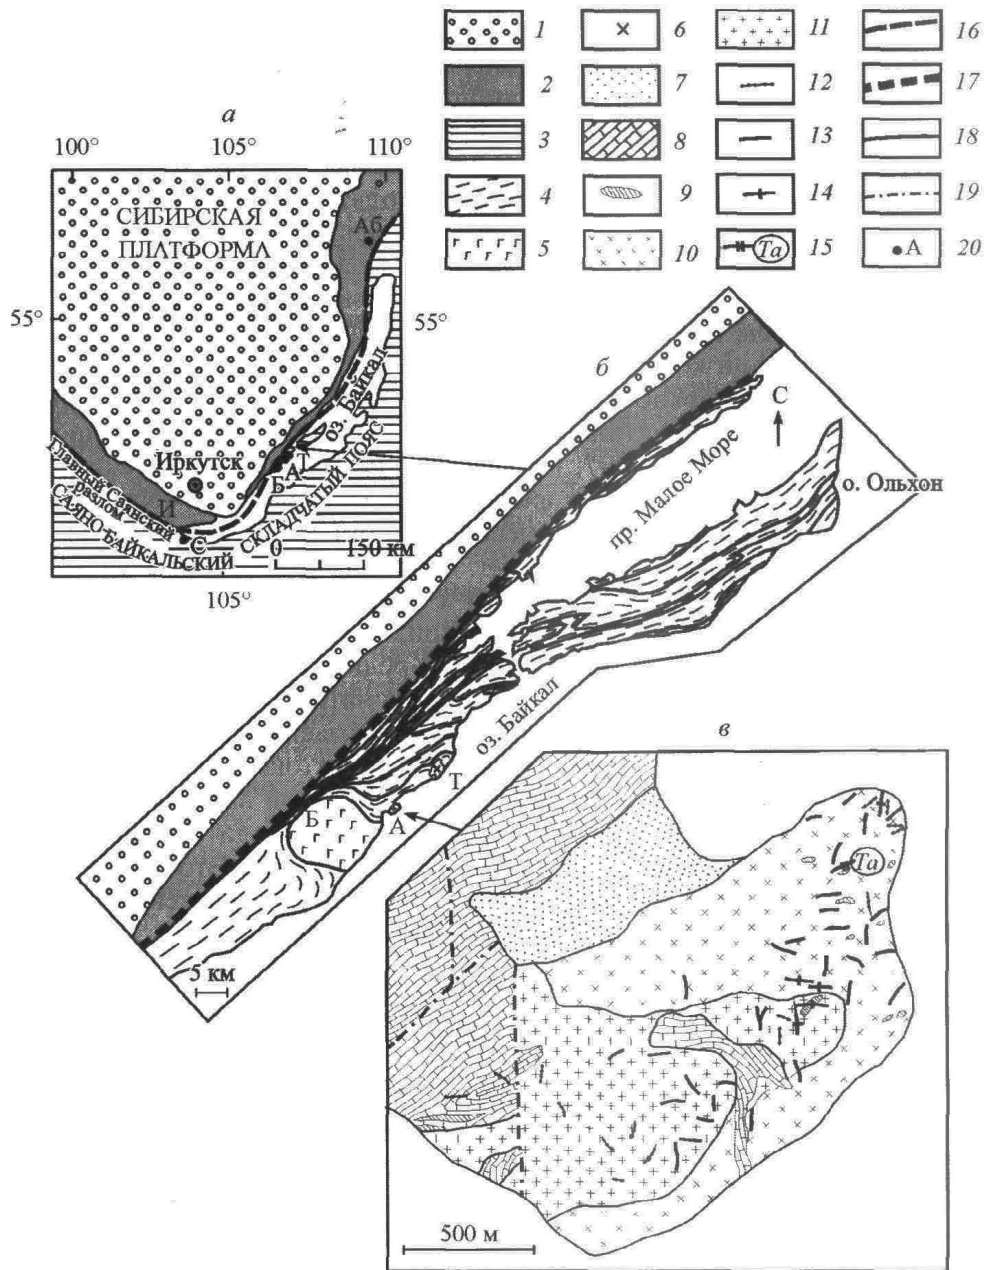 1 6 11 16
2 7 12 17
3 8 13 18
4 9 14 Та 15 19
5 10 А 20
а
100° 105° 110°
СИБИРСКАЯ
ПЛАТФОРМА
Аб
55° 55°
оз. Байкал
Иркутск
Т
А
Б
Главный Саянский
разлом
И
С
САЯНО-БАЙКАЛЬСКИЙ СКЛАДЧАТЫЙ ПОЯС
0 150 км
105°
б
С
пр. Малое Море
о. Ольхон
оз. Байкал
Т
Б
А
5 км
в
Та
500 м